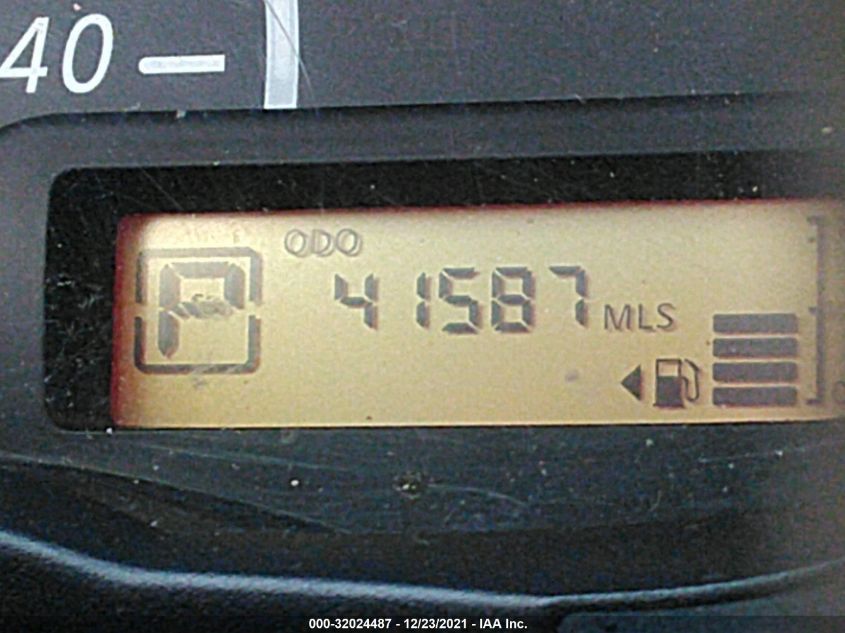 40
ODO
P 41587 MLS
000-32024487 - 12/23/2021 - IAA Inc.